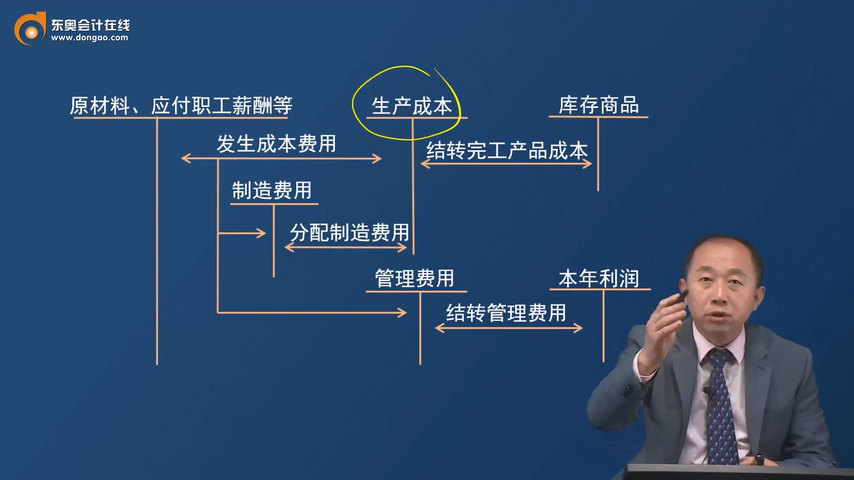 东奥会计在线
www.dongao.com
原材料、应付职工薪酬等
生产成本
库存商品
发生成本费用
结转完工产品成本
制造费用
分配制造费用
管理费用
本年利润
结转管理费用